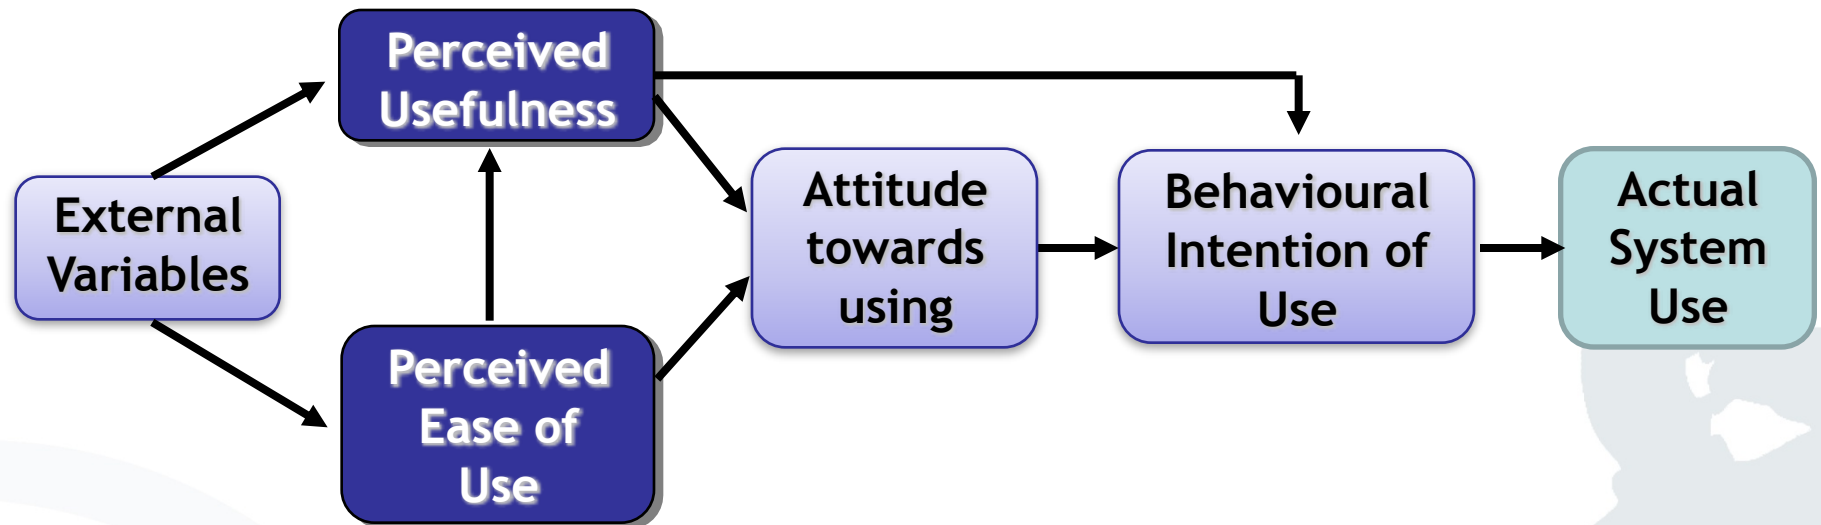 Perceived
Usefulness
External
Variables
Perceived
Ease of
Use
Attitude
towards
using
Behavioural
Intention of
Use
Actual
System
Use